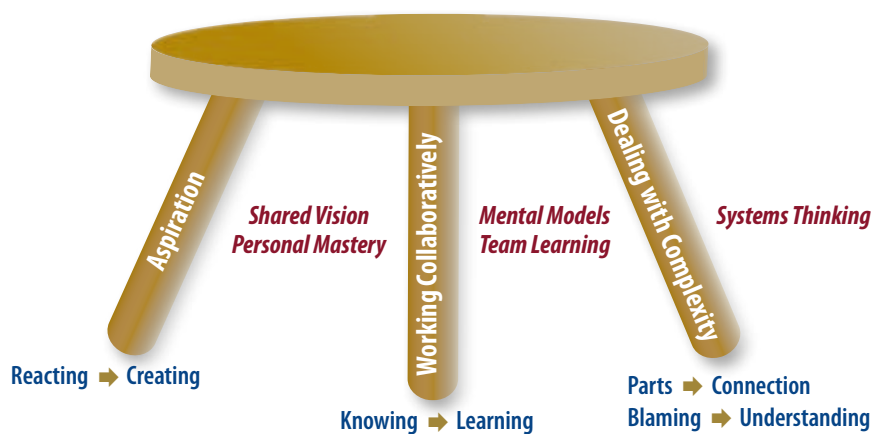 Aspiration
Shared Vision
Personal Mastery
Working Collaboratively
Mental Models
Team Learning
Dealing with Complexity
Systems Thinking
Reacting ➡ Creating
Knowing ➡ Learning
Parts ➡ Connection
Blaming ➡ Understanding